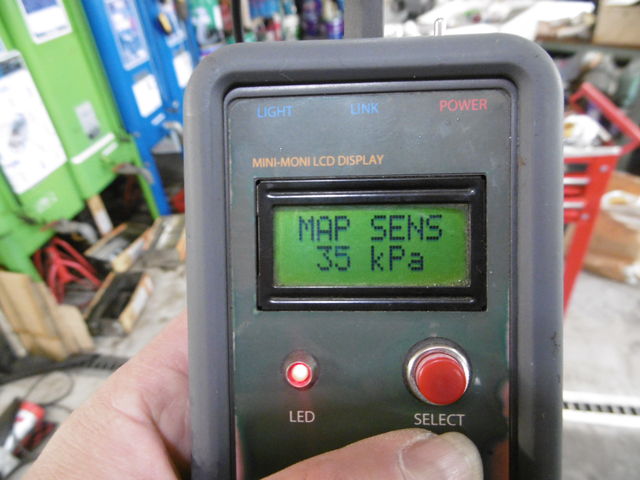 LIGHT LINK POWER
MINI-MONI LCD DISPLAY
MAP SENS
35 kPa
LED SELECT